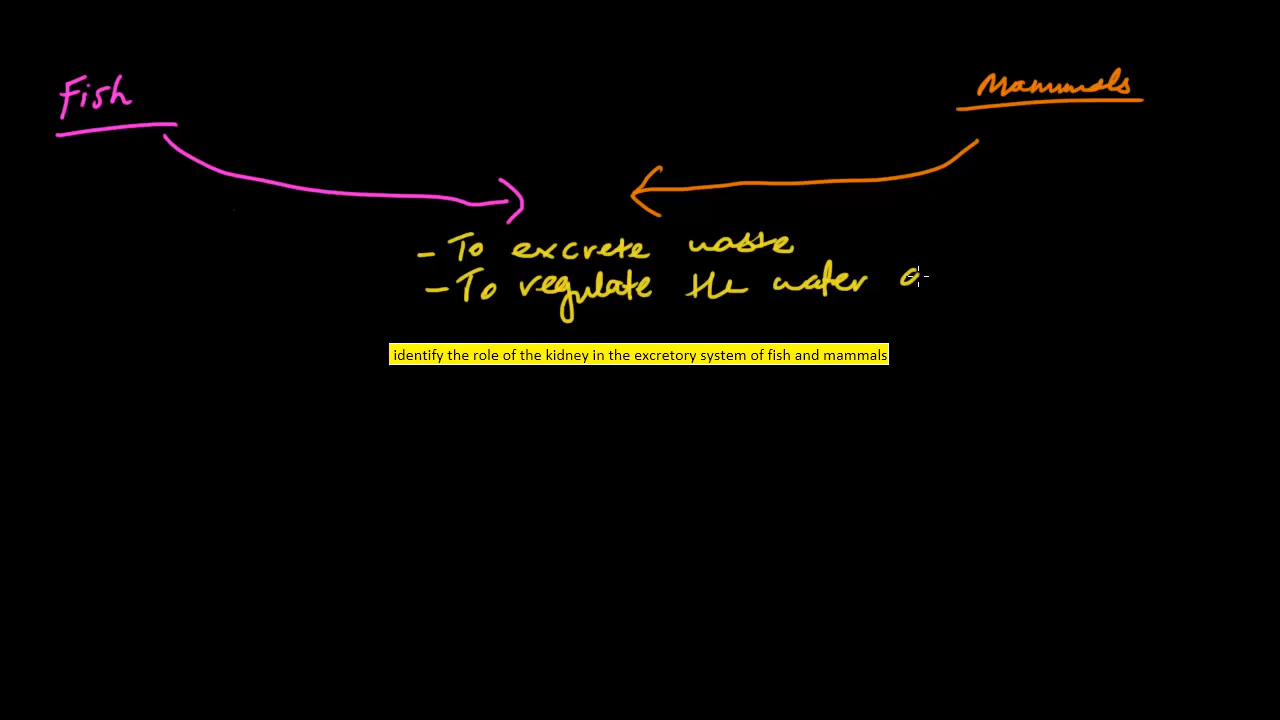 Fish
Mammals
- To excrete waste
- To regulate the water
identify the role of the kidney in the excretory system of fish and mammals